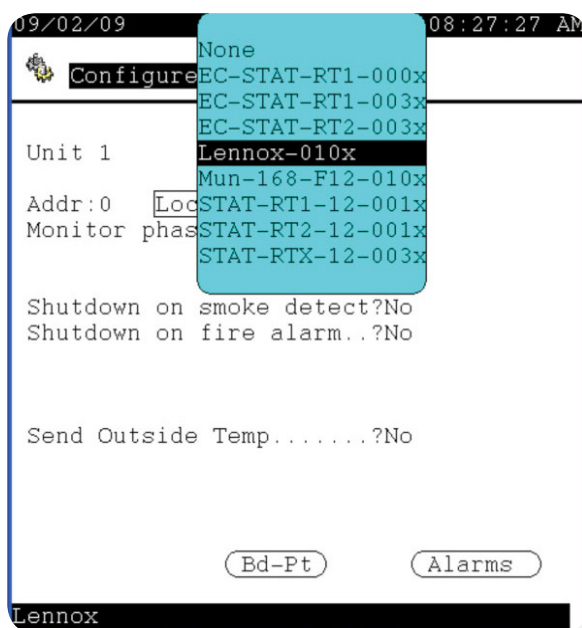 09/02/09 08:27:27 AM
Configure
None
EC-STAT-RT1-000x
EC-STAT-RT1-003x
EC-STAT-RT2-003x
Lennox-010x
Mun-168-F12-010x
STAT-RT1-12-001x
STAT-RT2-12-001x
STAT-RTX-12-003x
Unit 1
Addr:0 Loc
Monitor phas
Shutdown on smoke detect?No
Shutdown on fire alarm..?No
Send Outside Temp.......?No
Bd-Pt Alarms
Lennox